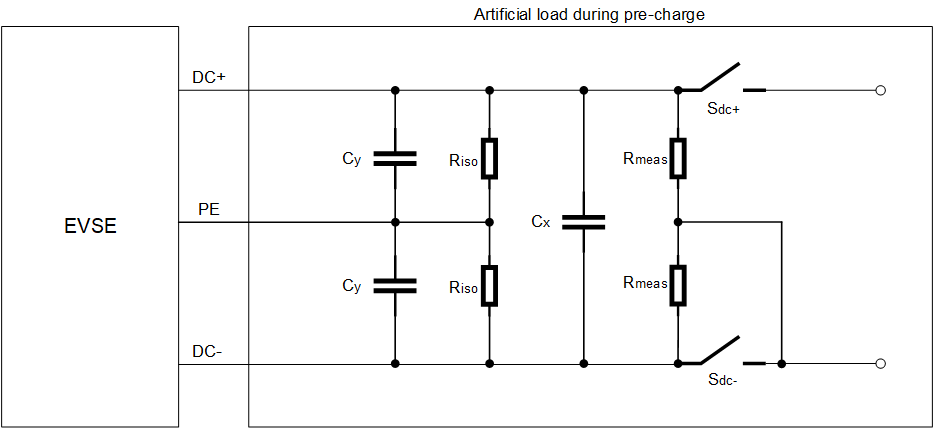 Artificial load during pre-charge
DC+
Sdc+
Cy
Riso
Rmeas
PE
EVSE
Cx
Cy
Riso
Rmeas
DC-
Sdc-